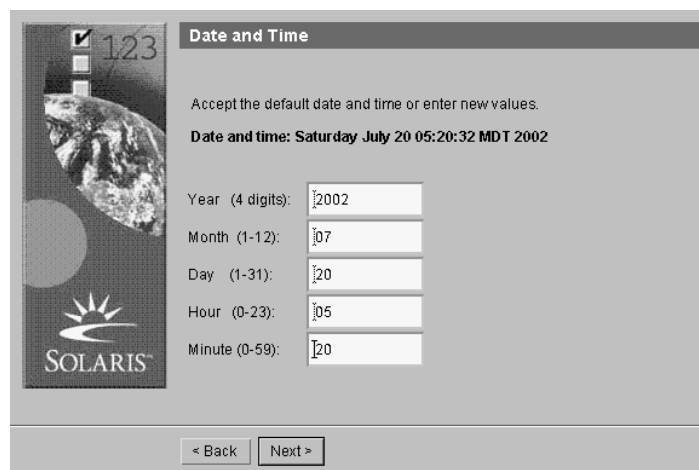 123
Date and Time
Accept the default date and time or enter new values.
Date and time: Saturday July 20 05:20:32 MDT 2002
Year (4 digits): 2002
Month (1-12): 07
Day (1-31): 20
Hour (0-23): 05
Minute (0-59): 20
SOLARIS™
< Back Next >